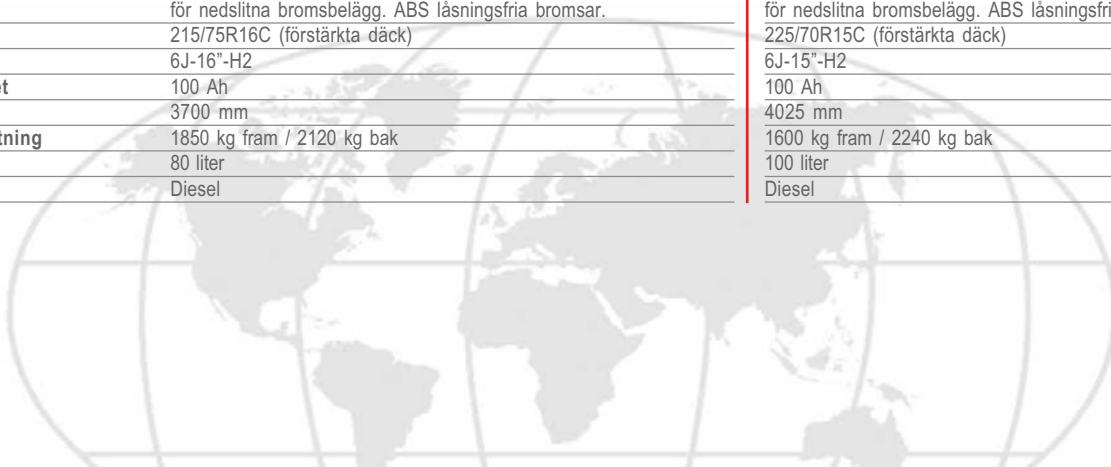 för nedslitna bromsbelägg. ABS låsningsfria bromsar.
215/75R16C (förstärkta däck)
6J-16”-H2
et 100 Ah
3700 mm
tning 1850 kg fram / 2120 kg bak
80 liter
Diesel
för nedslitna bromsbelägg. ABS låsningsfri
225/70R15C (förstärkta däck)
6J-15”-H2
100 Ah
4025 mm
1600 kg fram / 2240 kg bak
100 liter
Diesel